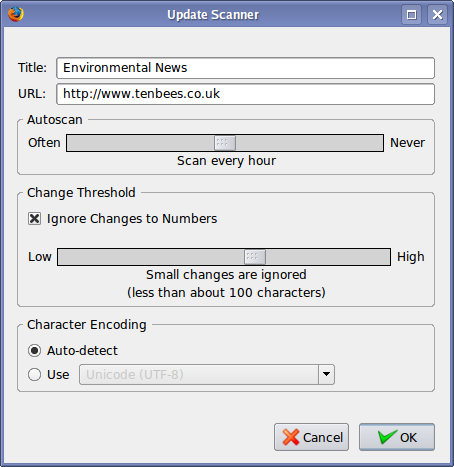 Update Scanner
Title: Environmental News
URL: http://www.tenbees.co.uk
Autoscan
Often Never
Scan every hour
Change Threshold
Ignore Changes to Numbers
Low High
Small changes are ignored
(less than about 100 characters)
Character Encoding
Auto-detect
Use Unicode (UTF-8)
Cancel OK